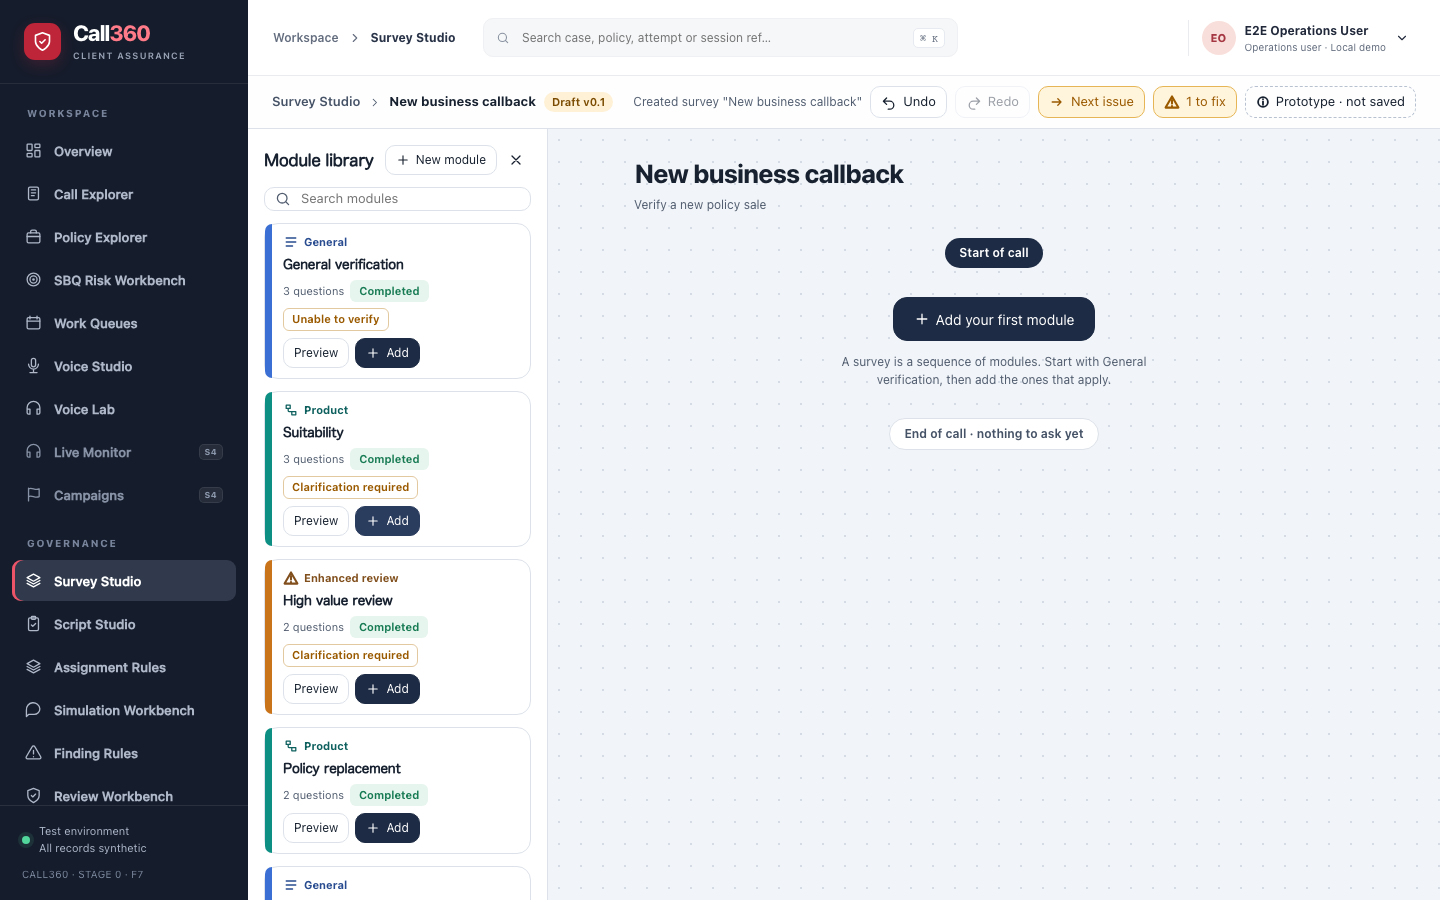 Call360
CLIENT ASSURANCE
WORKSPACE
Overview
Call Explorer
Policy Explorer
SBQ Risk Workbench
Work Queues
Voice Studio
Voice Lab
Live Monitor S4
Campaigns S4
GOVERNANCE
Survey Studio
Script Studio
Assignment Rules
Simulation Workbench
Finding Rules
Review Workbench
Test environment
All records synthetic
CALL360 · STAGE 0 · F7
Workspace > Survey Studio
Search case, policy, attempt or session ref... ⌘ K
EO
E2E Operations User
Operations user · Local demo
Survey Studio > New business callback Draft v0.1 Created survey "New business callback" Undo Redo Next issue 1 to fix Prototype · not saved
Module library + New module
Search modules
General
General verification
3 questions Completed
Unable to verify
Preview + Add
Product
Suitability
3 questions Completed
Clarification required
Preview + Add
Enhanced review
High value review
2 questions Completed
Clarification required
Preview + Add
Product
Policy replacement
2 questions Completed
Preview + Add
General
New business callback
Verify a new policy sale
Start of call
+ Add your first module
A survey is a sequence of modules. Start with General
verification, then add the ones that apply.
End of call · nothing to ask yet